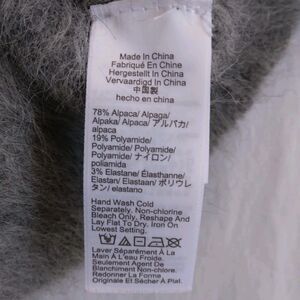 Made In China
Fabriqué En China
Hergestellt In China
Vervaardigd In China
中国製
hecho en china
78% Alpaca/ Alpaga/
Alpaka/ Alpaca/ アルパカ/
alpaca
19% Polyamide/
Polyamide/ Polyamid/
Polyamide/ ナイロン/
poliamida
3% Elastane/ Élasthanne/
Elastan/ Elastaan/ ポリウレ
タン/ elastano
Hand Wash Cold
Separately. Non-chlorine
Bleach Only, Reshape And
Lay Flat To Dry. Iron On
Lowest Setting.
Laver Séparément À La
Main À L'eau Froide.
Seulement Agent De
Blanchiment Non-chlore.
Redonner La Forme
Originale Et Sécher À Plat.